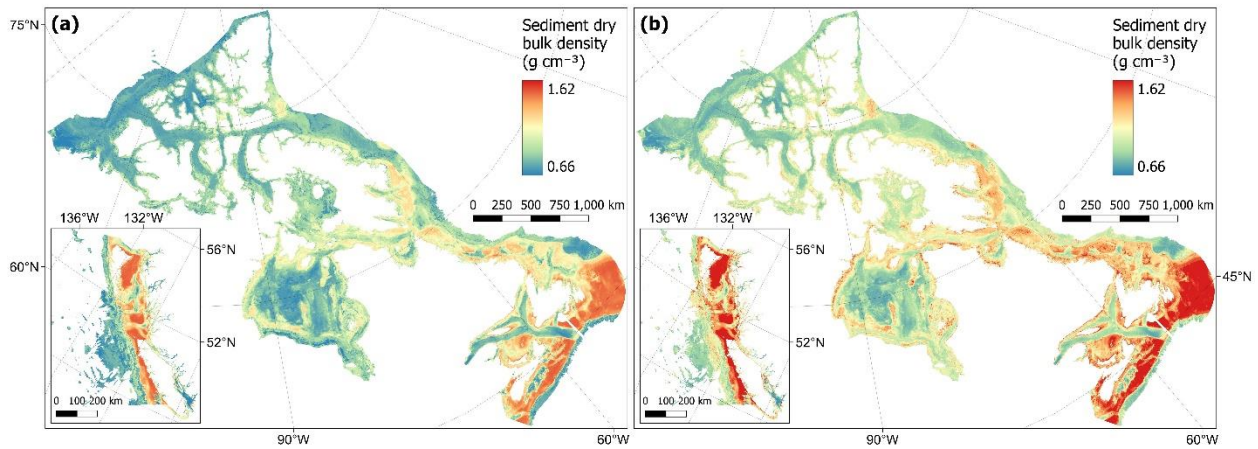 75°N
(a)
Sediment dry
bulk density
(g cm⁻³)
1.62
0.66
0 250 500 750 1,000 km
136°W
132°W
56°N
60°N
52°N
0 100 200 km
90°W
60°W
(b)
Sediment dry
bulk density
(g cm⁻³)
1.62
0.66
0 250 500 750 1,000 km
136°W
132°W
56°N
45°N
52°N
0 100 200 km
90°W
60°W